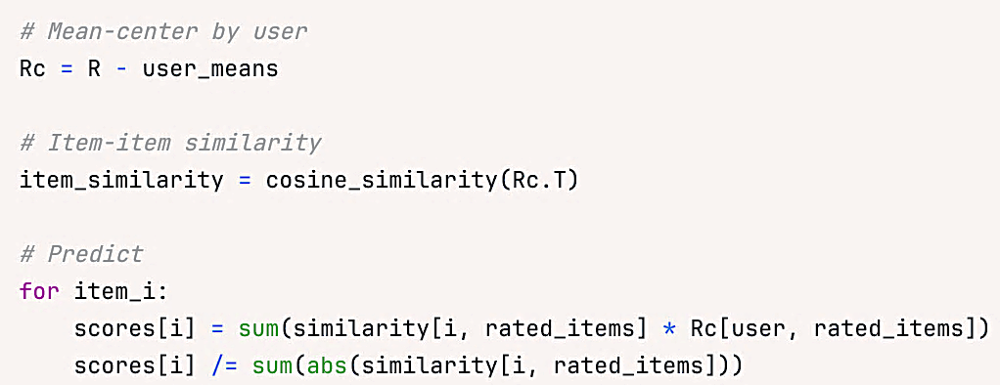 # Mean-center by user
Rc = R - user_means
# Item-item similarity
item_similarity = cosine_similarity(Rc.T)
# Predict
for item_i:
    scores[i] = sum(similarity[i, rated_items] * Rc[user, rated_items])
    scores[i] /= sum(abs(similarity[i, rated_items]))